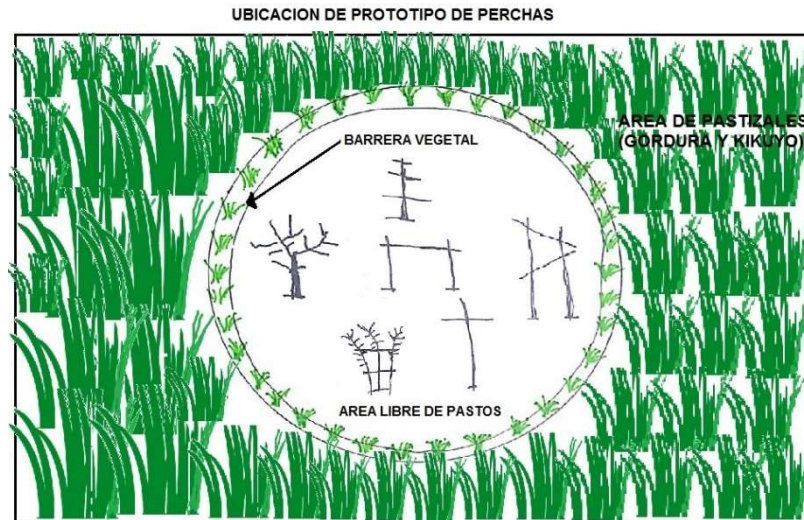 UBICACION DE PROTOTIPO DE PERCHAS
AREA DE PASTIZALES
(GORDURA Y KIKUYO)
BARRERA VEGETAL
AREA LIBRE DE PASTOS